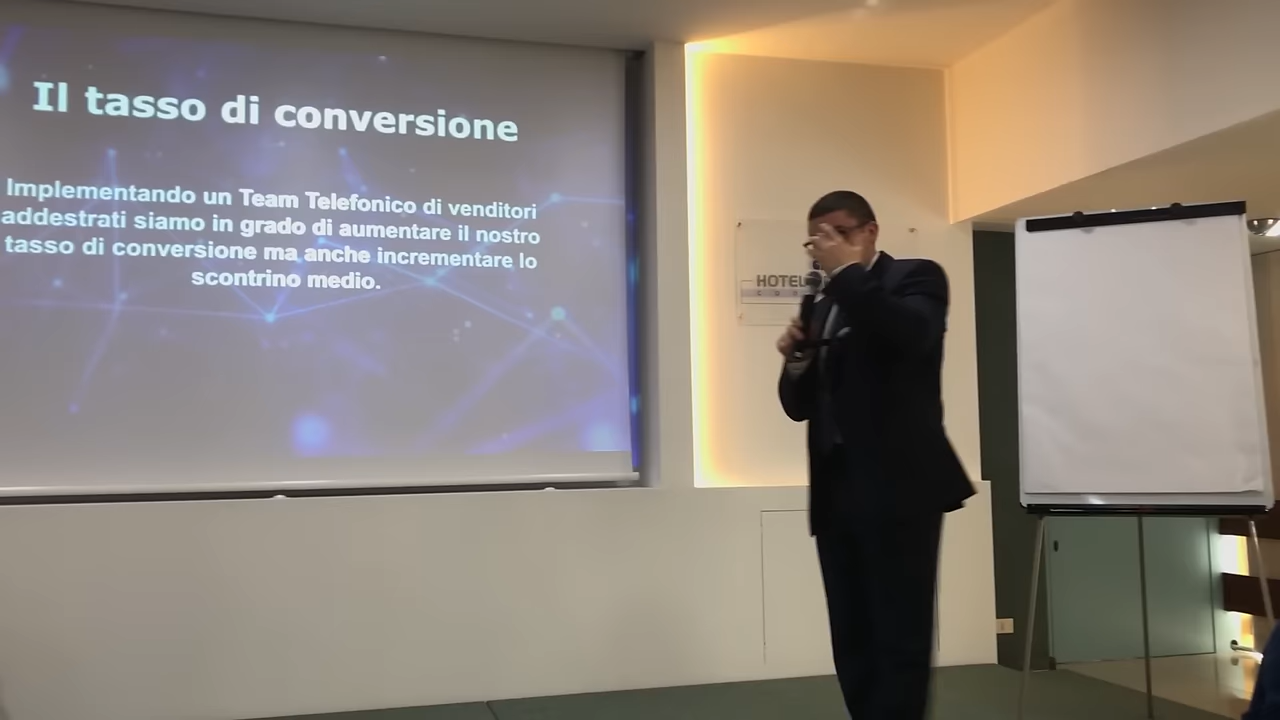 Il tasso di conversione
Implementando un Team Telefonico di venditori
addestrati siamo in grado di aumentare il nostro
tasso di conversione ma anche incrementare lo
scontrino medio.
HOTEL